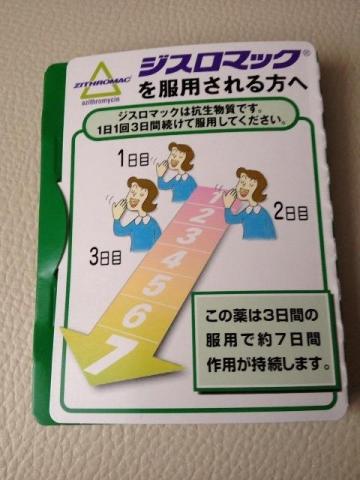 ZITHROMAC®
azithromycin
ジスロマック®
を服用される方へ
ジスロマックは抗生物質です。
1日1回3日間続けて服用してください。
1日目
2日目
3日目
1
2
3
4
5
6
7
この薬は3日間の
服用で約7日間
作用が持続します。